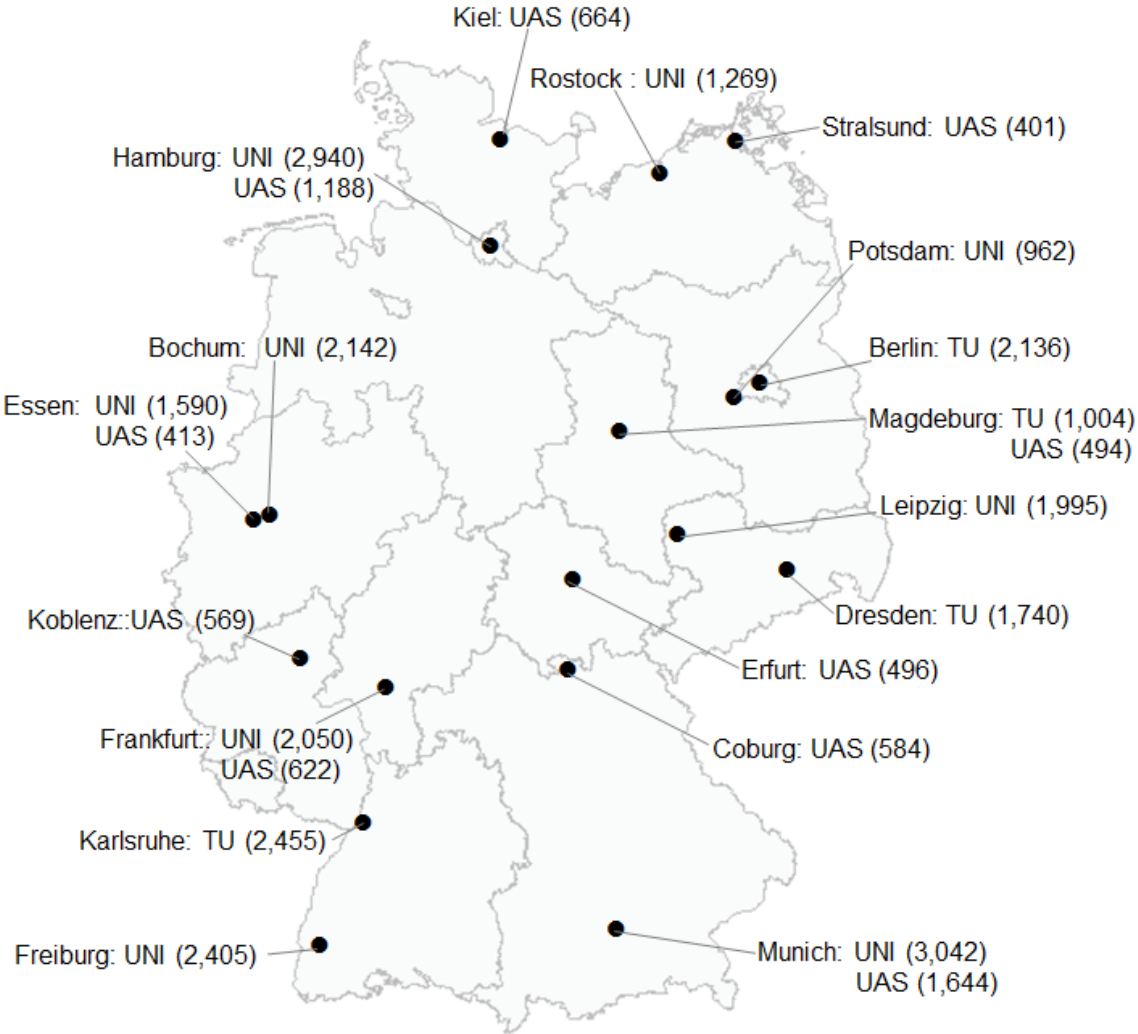 Kiel: UAS (664)
Rostock : UNI (1,269)
Stralsund: UAS (401)
Hamburg: UNI (2,940)
UAS (1,188)
Potsdam: UNI (962)
Bochum: UNI (2,142)
Berlin: TU (2,136)
Essen: UNI (1,590)
UAS (413)
Magdeburg: TU (1,004)
UAS (494)
Leipzig: UNI (1,995)
Koblenz::UAS (569)
Dresden: TU (1,740)
Erfurt: UAS (496)
Frankfurt:: UNI (2,050)
UAS (622)
Coburg: UAS (584)
Karlsruhe: TU (2,455)
Freiburg: UNI (2,405)
Munich: UNI (3,042)
UAS (1,644)